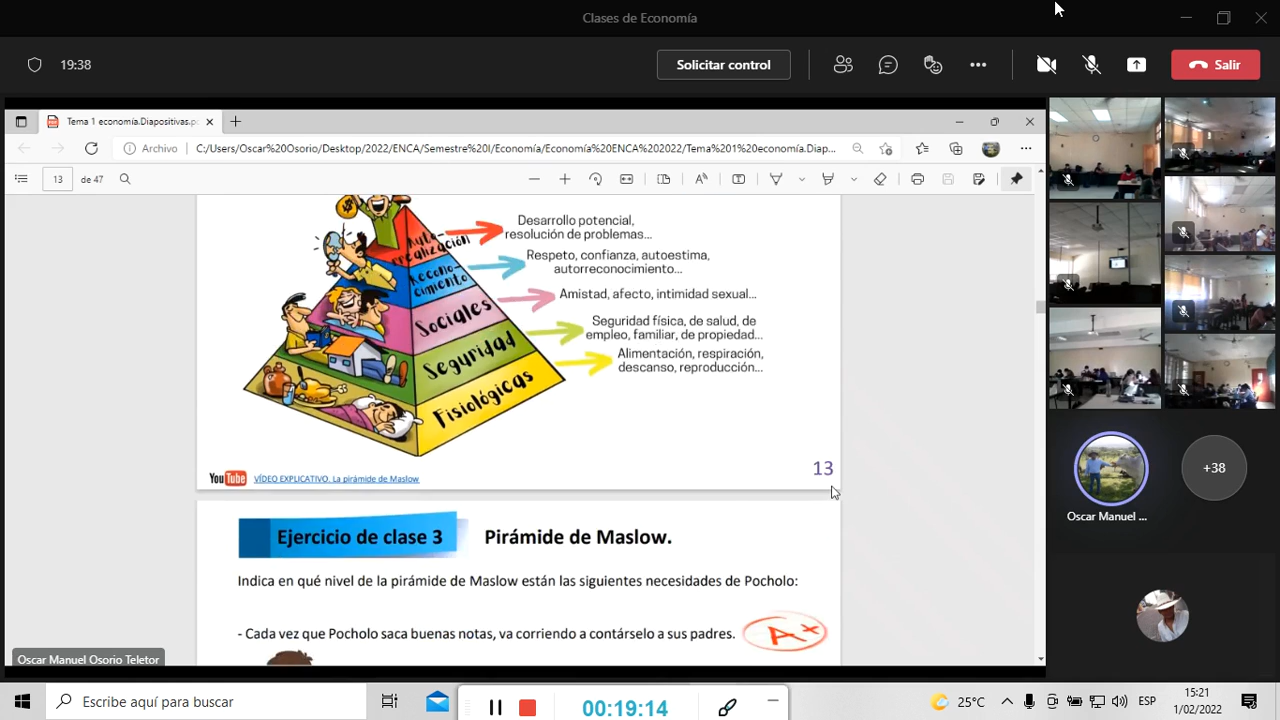 Clases de Economía
19:38
Solicitar control
Salir
Tema 1 economía.Diapositivas.pd
Archivo
C:/Users/Oscar%20Osorio/Desktop/2022/ENCA/Semestre%20I/Economía/Economía%20ENCA%202022/Tema%201%20economía.Diap...
13
de 47
Desarrollo potencial,
resolución de problemas...
Auto-
rrealización
Respeto, confianza, autoestima,
autorreconocimiento...
Recono-
cimiento
Amistad, afecto, intimidad sexual...
Sociales
Seguridad física, de salud, de
empleo, familiar, de propiedad...
Seguridad
Alimentación, respiración,
descanso, reproducción...
Fisiológicas
YouTube
VÍDEO EXPLICATIVO. La pirámide de Maslow
13
Ejercicio de clase 3
Pirámide de Maslow.
Indica en qué nivel de la pirámide de Maslow están las siguientes necesidades de Pocholo:
- Cada vez que Pocholo saca buenas notas, va corriendo a contárselo a sus padres.
A+
Oscar Manuel Osorio Teletor
+38
Oscar Manuel ...
Escribe aquí para buscar
00:19:14
25°C
ESP
15:21
1/02/2022